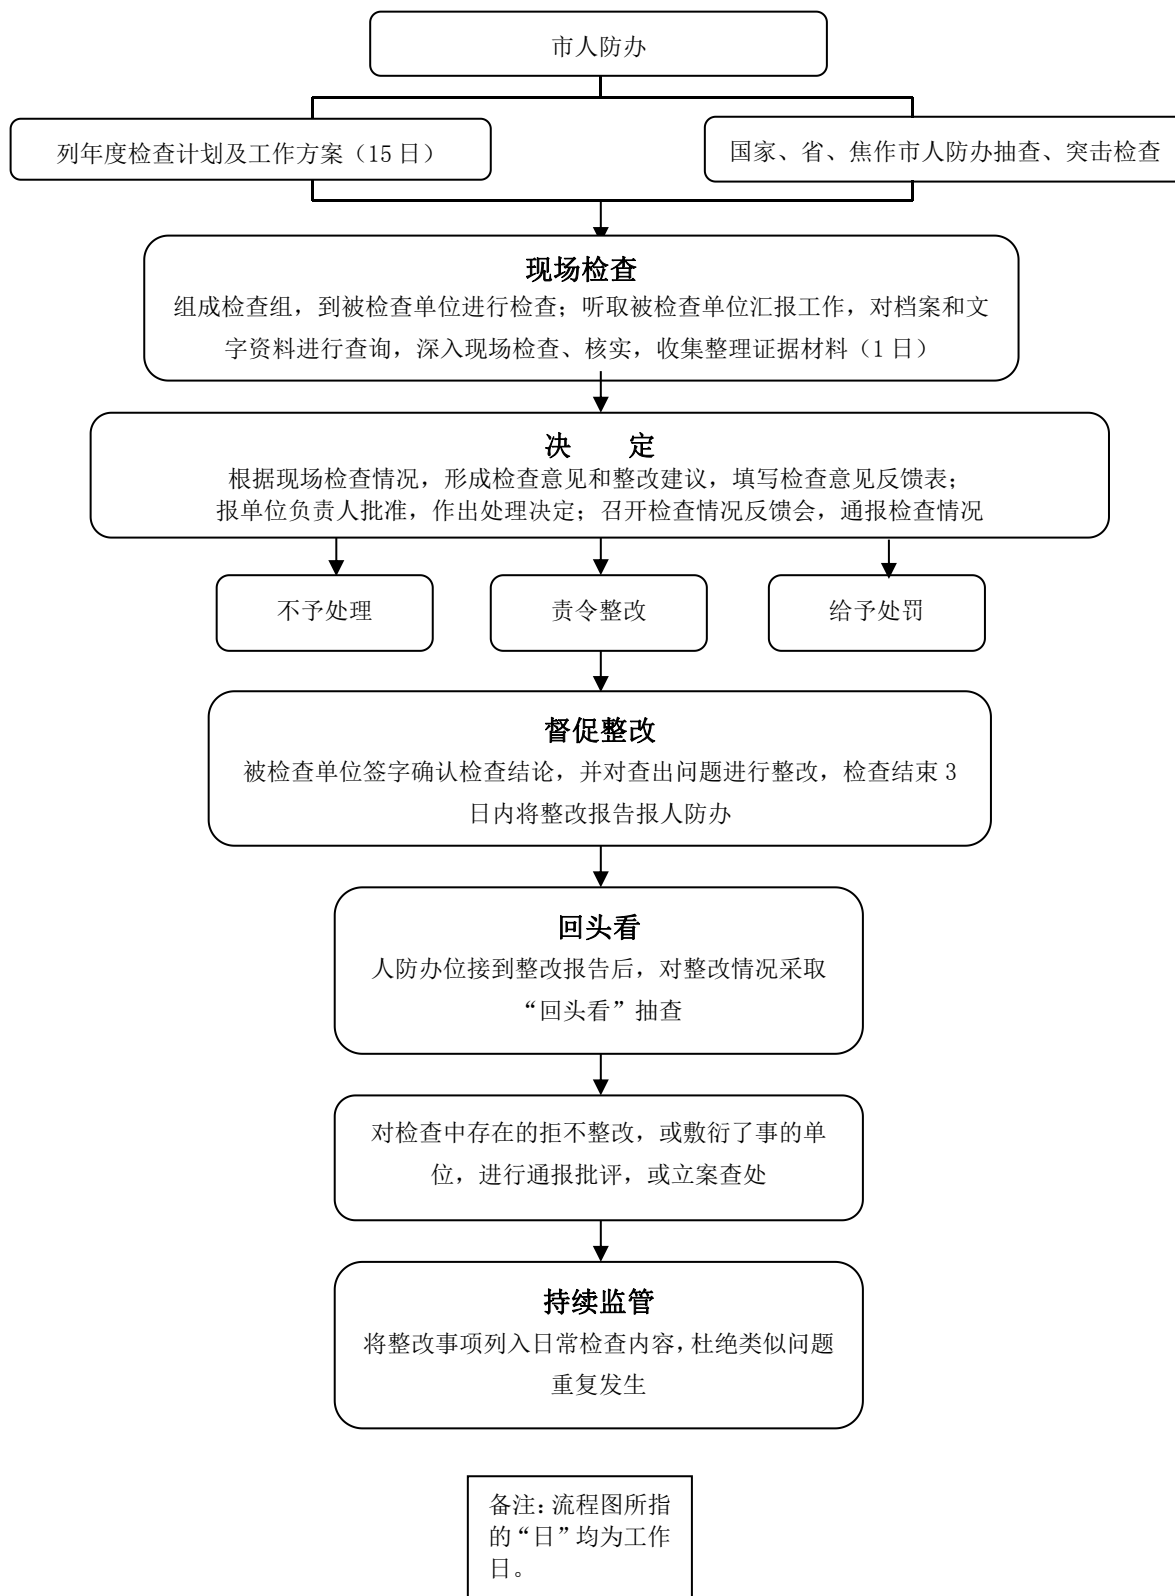 市人防办
列年度检查计划及工作方案（15日）
国家、省、焦作市人防办抽查、突击检查
现场检查
组成检查组，到被检查单位进行检查；听取被检查单位汇报工作，对档案和文
字资料进行查询，深入现场检查、核实，收集整理证据材料（1日）
决 定
根据现场检查情况，形成检查意见和整改建议，填写检查意见反馈表；
报单位负责人批准，作出处理决定；召开检查情况反馈会，通报检查情况
不予处理
责令整改
给予处罚
督促整改
被检查单位签字确认检查结论，并对查出问题进行整改，检查结束 3
日内将整改报告报人防办
回头看
人防办位接到整改报告后，对整改情况采取
“回头看”抽查
对检查中存在的拒不整改，或敷衍了事的单
位，进行通报批评，或立案查处
持续监管
将整改事项列入日常检查内容，杜绝类似问题
重复发生
备注：流程图所指
的“日”均为工作
日。